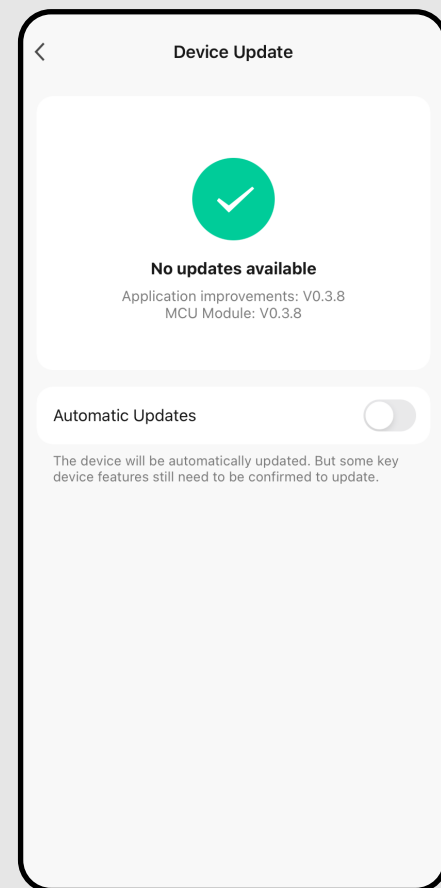 Device Update
No updates available
Application improvements: V0.3.8
MCU Module: V0.3.8
Automatic Updates
The device will be automatically updated. But some key
device features still need to be confirmed to update.